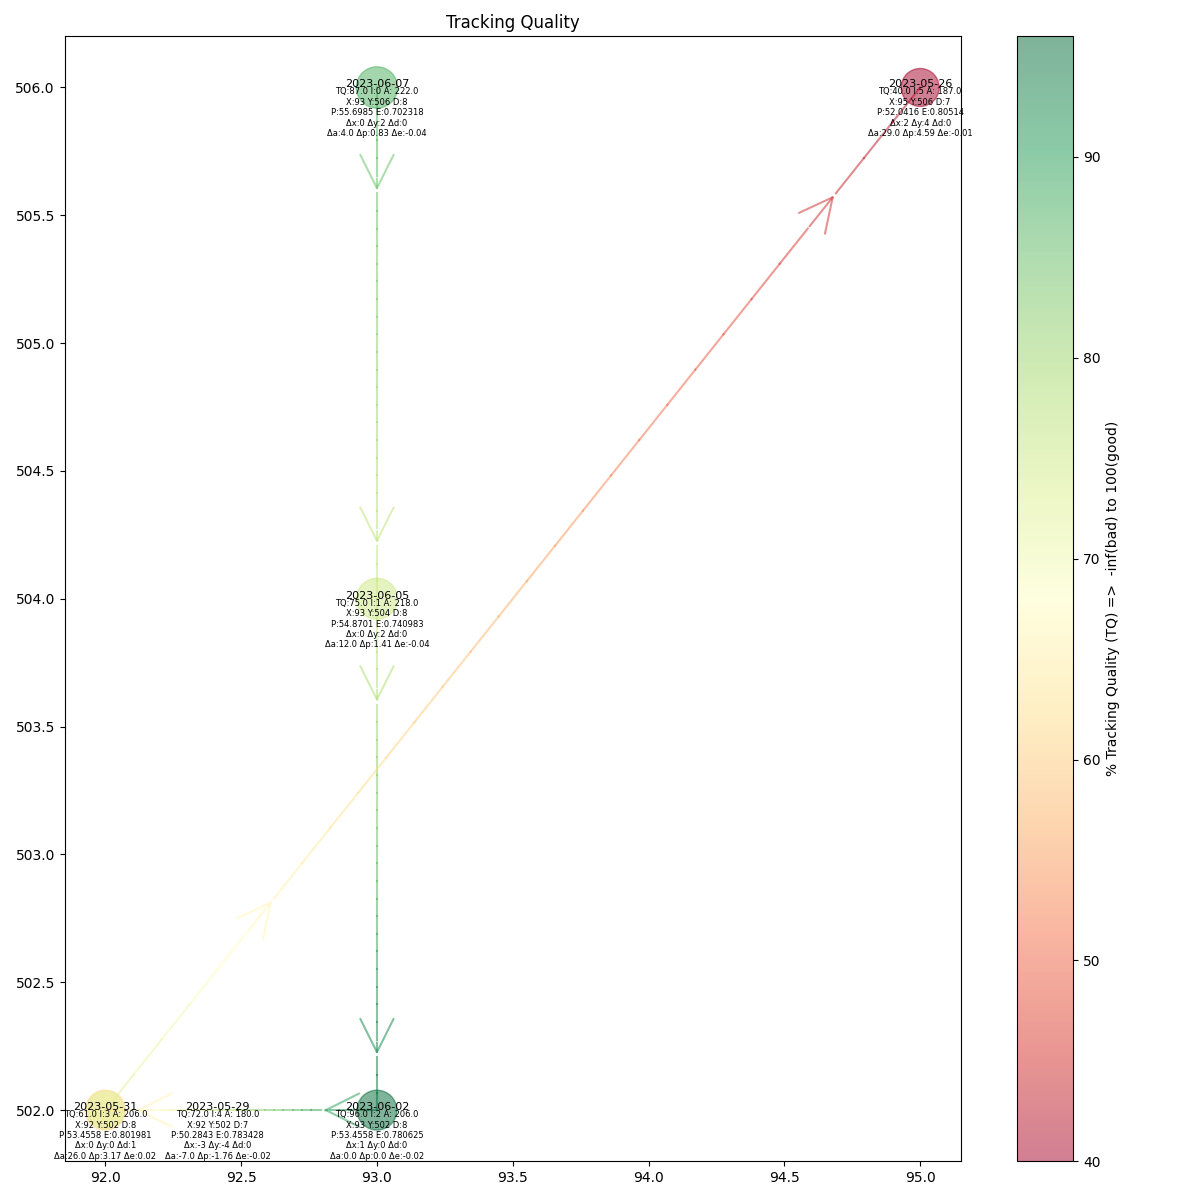 Tracking Quality
2023-06-07
TQ:87.0 I:0 A: 222.0
X:93 Y:506 D:8
P:55.6985 E:0.702318
Δx:0 Δy:2 Δd:0
Δa:4.0 Δp:0.83 Δe:-0.04
2023-05-26
TQ:40.0 I:5 A: 187.0
X:95 Y:506 D:7
P:52.0416 E:0.80514
Δx:2 Δy:4 Δd:0
Δa:29.0 Δp:4.59 Δe:-0.01
2023-06-05
TQ:75.0 I:1 A: 218.0
X:93 Y:504 D:8
P:54.8701 E:0.740983
Δx:0 Δy:2 Δd:0
Δa:12.0 Δp:1.41 Δe:-0.04
2023-05-31
TQ:61.0 I:3 A: 206.0
X:92 Y:502 D:8
P:53.4558 E:0.801981
Δx:0 Δy:0 Δd:1
Δa:26.0 Δp:3.17 Δe:0.02
2023-05-29
TQ:72.0 I:4 A: 180.0
X:92 Y:502 D:7
P:50.2843 E:0.783428
Δx:-3 Δy:-4 Δd:0
Δa:-7.0 Δp:-1.76 Δe:-0.02
2023-06-02
TQ:96.0 I:2 A: 206.0
X:93 Y:502 D:8
P:53.4558 E:0.780625
Δx:1 Δy:0 Δd:0
Δa:0.0 Δp:0.0 Δe:-0.02
506.0
505.5
505.0
504.5
504.0
503.5
503.0
502.5
502.0
92.0
92.5
93.0
93.5
94.0
94.5
95.0
90
80
70
60
50
40
% Tracking Quality (TQ) => -inf(bad) to 100(good)